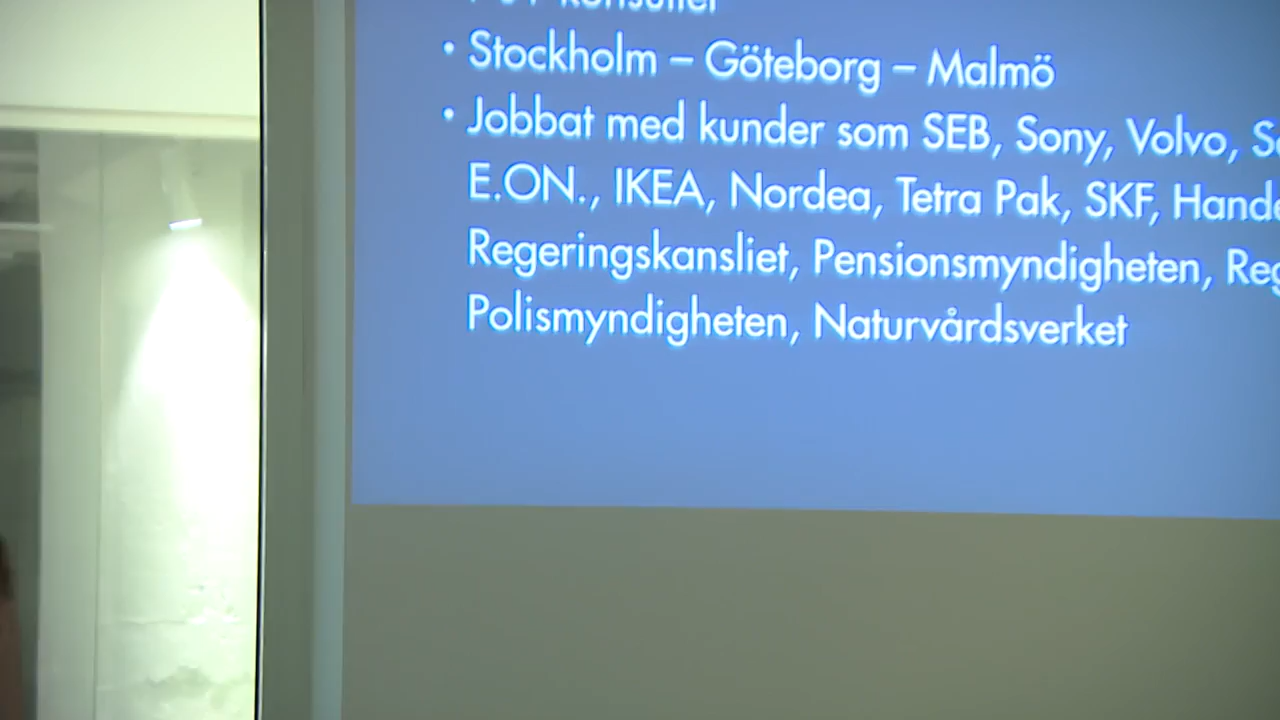 konsulter
• Stockholm – Göteborg – Malmö
• Jobbat med kunder som SEB, Sony, Volvo,
E.ON., IKEA, Nordea, Tetra Pak, SKF,
Regeringskansliet, Pensionsmyndigheten,
Polismyndigheten, Naturvårdsverket